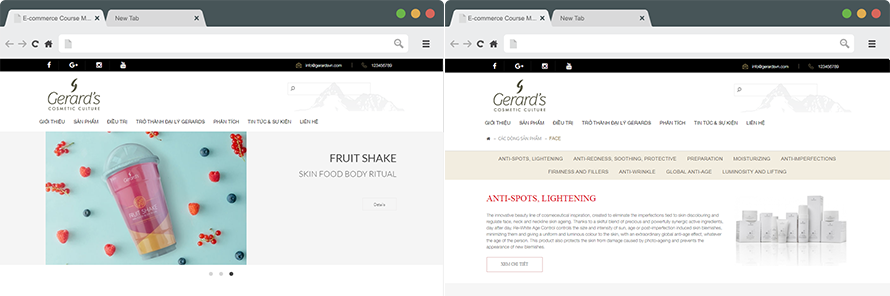 E-commerce Course M...
New Tab
info@gerardsvn.com
123456789
Gerard's
COSMETIC CULTURE
GIỚI THIỆU
SẢN PHẨM
ĐIỀU TRỊ
TRỞ THÀNH ĐẠI LÝ GERARDS
PHÂN TÍCH
TIN TỨC & SỰ KIỆN
LIÊN HỆ
Gerard's
FRUIT SHAKE
FRUIT SHAKE
SKIN FOOD BODY RITUAL
Details
E-commerce Course M...
New Tab
info@gerardsvn.com
123456789
Gerard's
COSMETIC CULTURE
GIỚI THIỆU
SẢN PHẨM
ĐIỀU TRỊ
TRỞ THÀNH ĐẠI LÝ GERARDS
PHÂN TÍCH
TIN TỨC & SỰ KIỆN
LIÊN HỆ
CÁC DÒNG SẢN PHẨM
FACE
ANTI-SPOTS, LIGHTENING
ANTI-REDNESS, SOOTHING, PROTECTIVE
PREPARATION
MOISTURIZING
ANTI-IMPERFECTIONS
FIRMNESS AND FILLERS
ANTI-WRINKLE
GLOBAL ANTI-AGE
LUMINOSITY AND LIFTING
ANTI-SPOTS, LIGHTENING
The innovative beauty line of cosmeceutical inspiration, created to eliminate the imperfections tied to skin discolouring and
regulate face, neck and neckline skin ageing. Thanks to a skilful blend of precious and powerfully synergic active ingredients,
day after day, He-White Age Control controls the size and intensity of sun, age or post-imperfection induced skin blemishes,
minimising them and giving a uniform and luminous colour to the skin, with an extraordinary global anti-age effect, whatever
the age of the person. This product also protects the skin from damage caused by photo-ageing and prevents the
appearance of new blemishes.
XEM CHI TIẾT